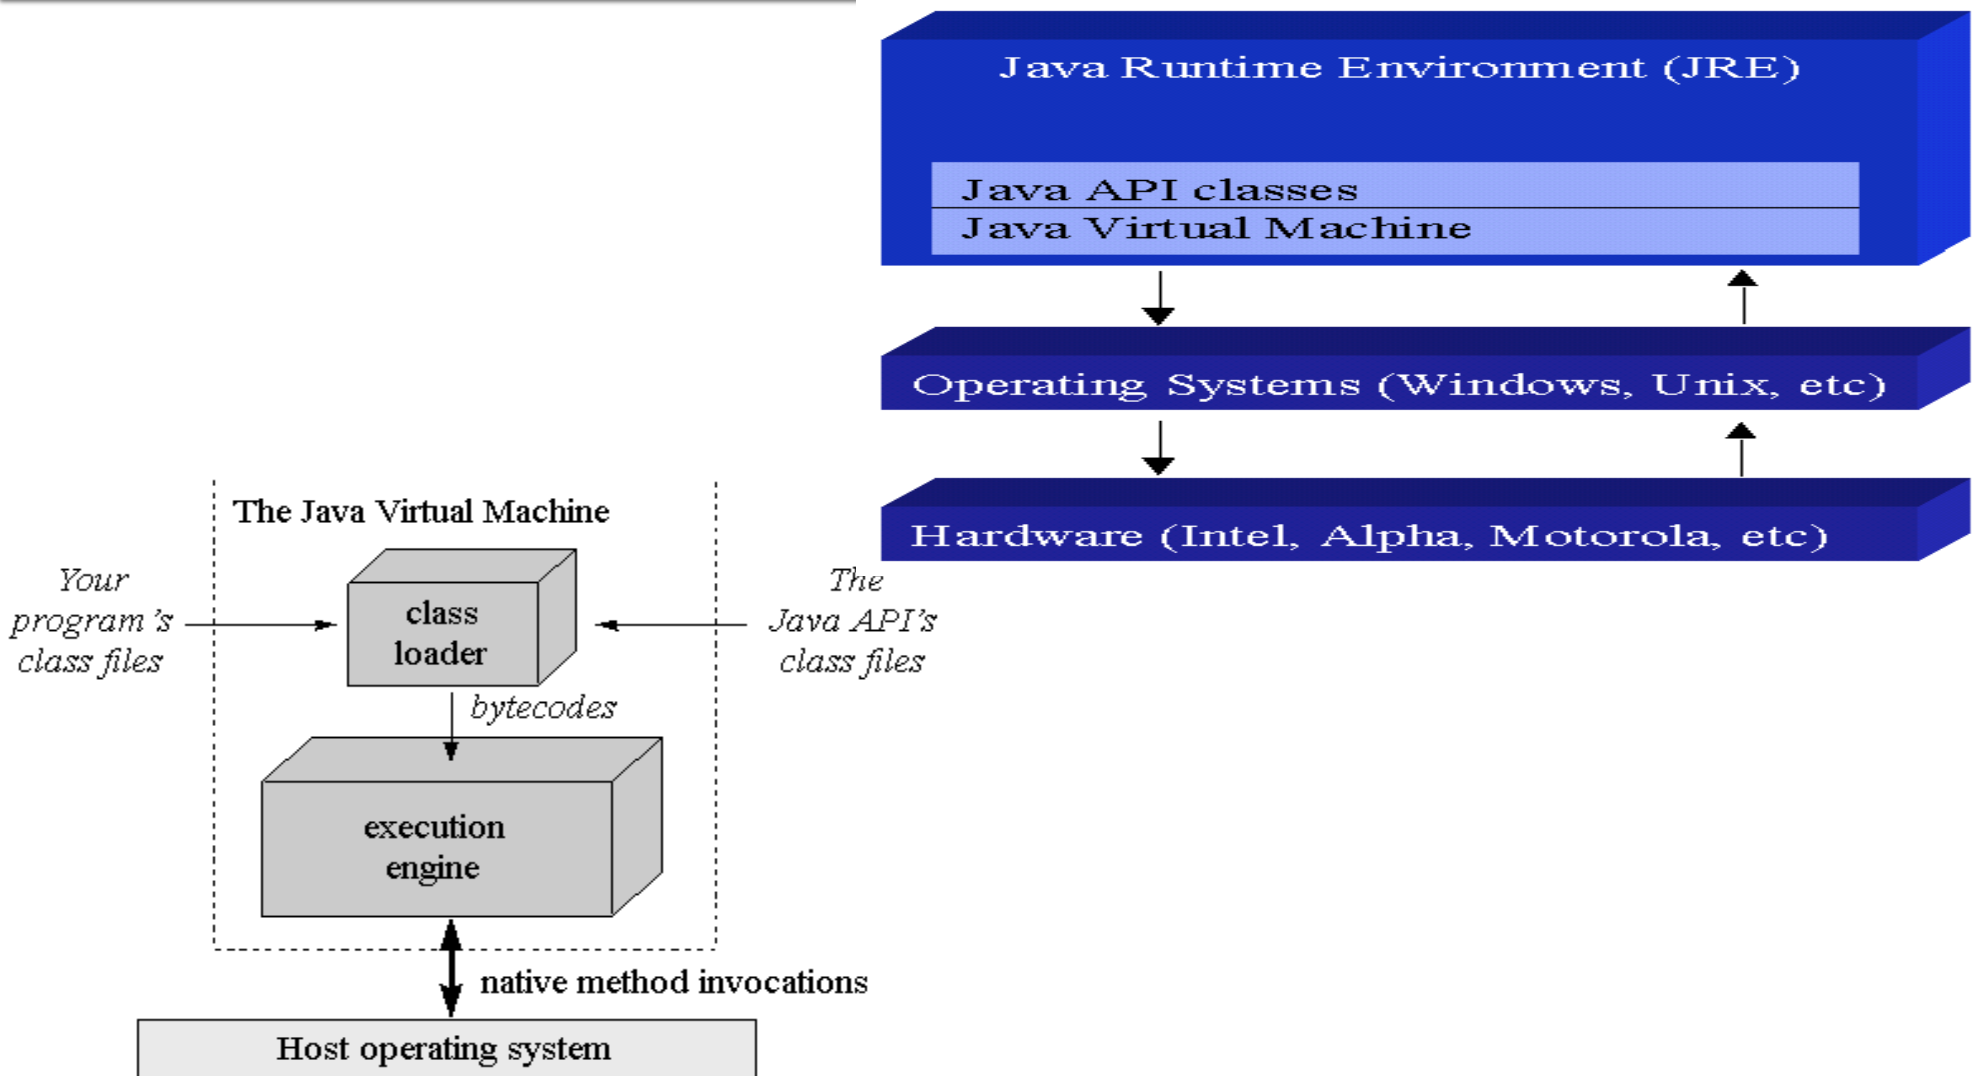 Java Runtime Environment (JRE)
Java API classes
Java Virtual Machine
Operating Systems (Windows, Unix, etc)
Hardware (Intel, Alpha, Motorola, etc)
The Java Virtual Machine
Your
program's
class files
class
loader
The
Java API's
class files
bytecodes
execution
engine
native method invocations
Host operating system